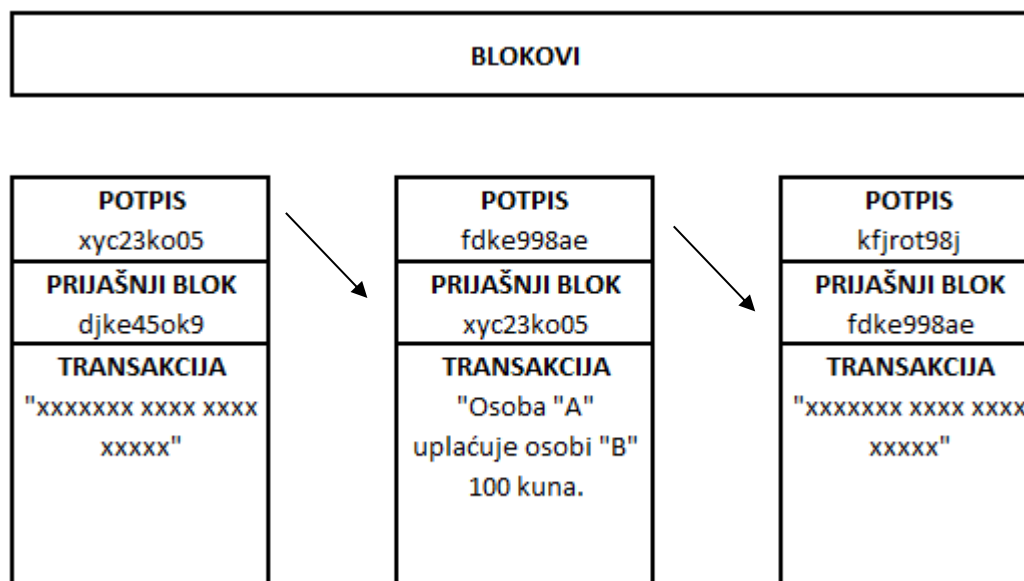 BLOKOVI
POTPIS
xyc23ko05
PRIJAŠNJI BLOK
djke45ok9
TRANSAKCIJA
"xxxxxxx xxxx xxxx
xxxxx"
POTPIS
fdke998ae
PRIJAŠNJI BLOK
xyc23ko05
TRANSAKCIJA
"Osoba "A"
uplaćuje osobi "B"
100 kuna.
POTPIS
kfjrot98j
PRIJAŠNJI BLOK
fdke998ae
TRANSAKCIJA
"xxxxxxx xxxx xxxx
xxxxx"